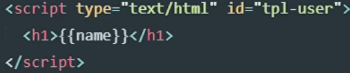 <script type="text/html" id="tpl-user">
<h1>{{name}}</h1>
</script>